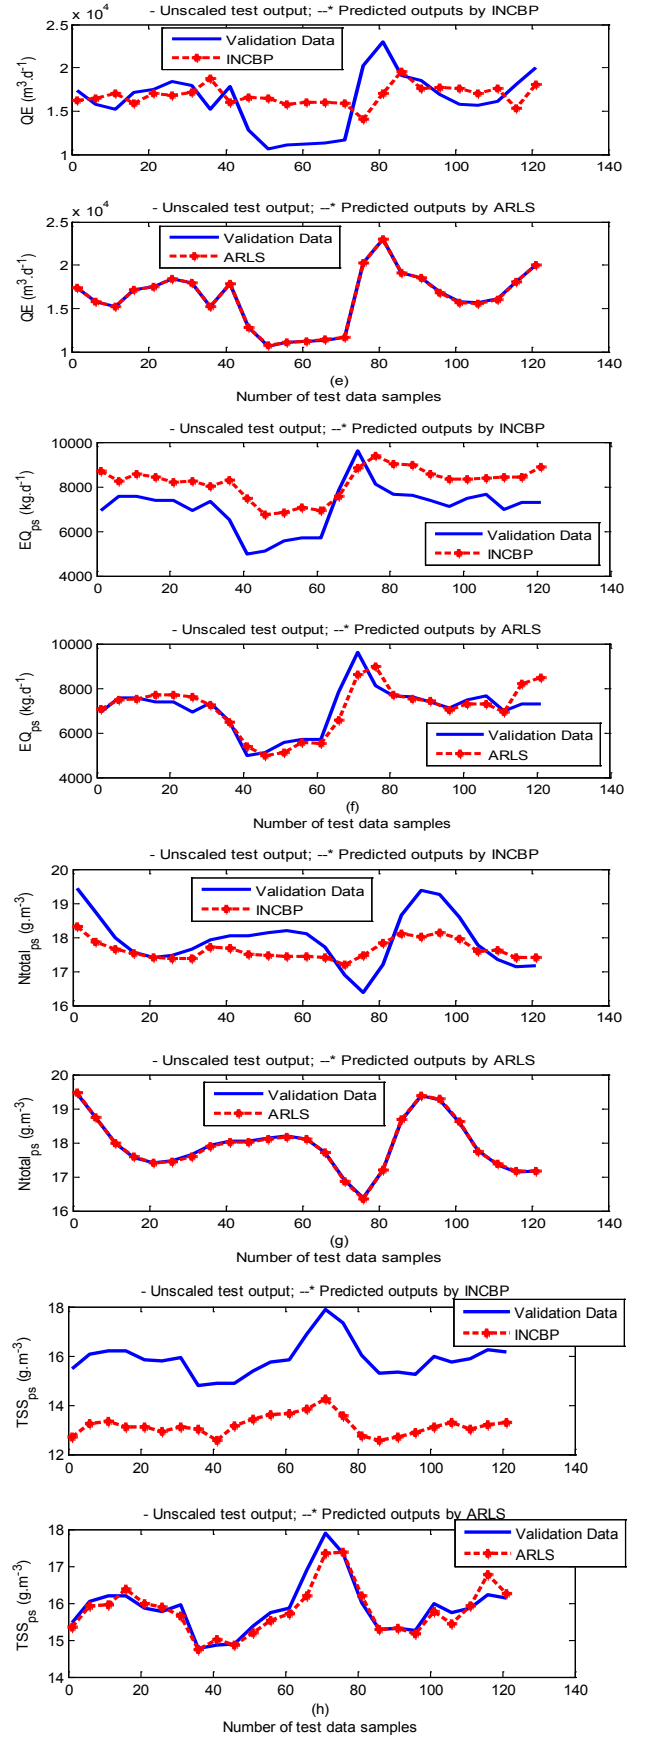 - Unscaled test output; --* Predicted outputs by INCBP
x 10⁴
2.5
2
1.5
1
QE (m³.d⁻¹)
Validation Data
INCBP
0 20 40 60 80 100 120 140
- Unscaled test output; --* Predicted outputs by ARLS
x 10⁴
2.5
2
1.5
1
QE (m³.d⁻¹)
Validation Data
ARLS
0 20 40 60 80 100 120 140
(e)
Number of test data samples
- Unscaled test output; --* Predicted outputs by INCBP
10000
8000
6000
4000
EQps (kg.d⁻¹)
Validation Data
INCBP
0 20 40 60 80 100 120 140
- Unscaled test output; --* Predicted outputs by ARLS
10000
8000
6000
4000
EQps (kg.d⁻¹)
Validation Data
ARLS
0 20 40 60 80 100 120 140
(f)
Number of test data samples
- Unscaled test output; --* Predicted outputs by INCBP
20
19
18
17
16
Ntotalps (g.m⁻³)
Validation Data
INCBP
0 20 40 60 80 100 120 140
- Unscaled test output; --* Predicted outputs by ARLS
20
19
18
17
16
Ntotalps (g.m⁻³)
Validation Data
ARLS
0 20 40 60 80 100 120 140
(g)
Number of test data samples
- Unscaled test output; --* Predicted outputs by INCBP
18
16
14
12
TSSps (g.m⁻³)
Validation Data
INCBP
0 20 40 60 80 100 120 140
- Unscaled test output; --* Predicted outputs by ARLS
18
17
16
15
14
TSSps (g.m⁻³)
Validation Data
ARLS
0 20 40 60 80 100 120 140
(h)
Number of test data samples